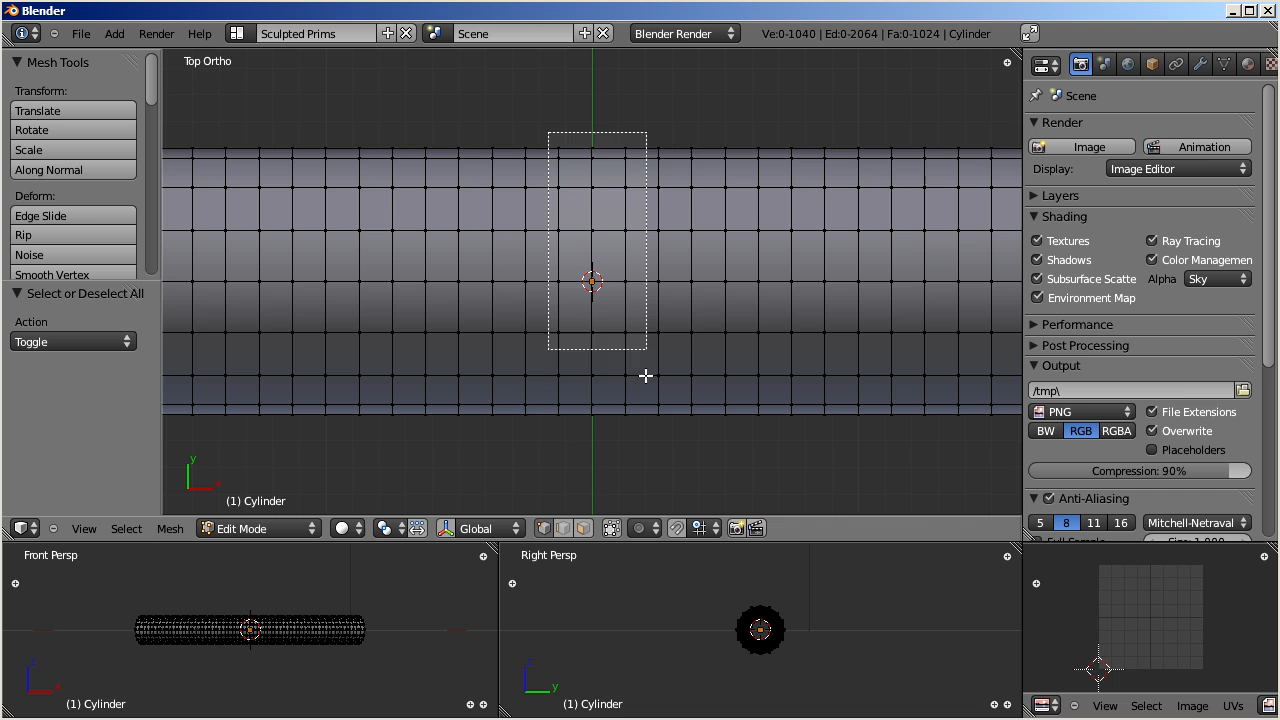 Blender
File Add Render Help Sculpted Prims Scene Blender Render Ve:0-1040 | Ed:0-2064 | Fa:0-1024 | Cylinder
Mesh Tools
Transform:
Translate
Rotate
Scale
Along Normal
Deform:
Edge Slide
Rip
Noise
Smooth Vertex
Select or Deselect All
Action
Toggle
Top Ortho
y
x
(1) Cylinder
View Select Mesh Edit Mode Global
Front Persp
z
x
(1) Cylinder
Right Persp
z
y
(1) Cylinder
Scene
Render
Image Animation
Display: Image Editor
Layers
Shading
Textures Ray Tracing
Shadows Color Managemen
Subsurface Scatte Alpha Sky
Environment Map
Performance
Post Processing
Output
/tmp\
PNG File Extensions
BW RGB RGBA Overwrite
Placeholders
Compression: 90%
Anti-Aliasing
5 8 11 16 Mitchell-Netraval
Full Sample Size: 1.000
View Select Image UVs